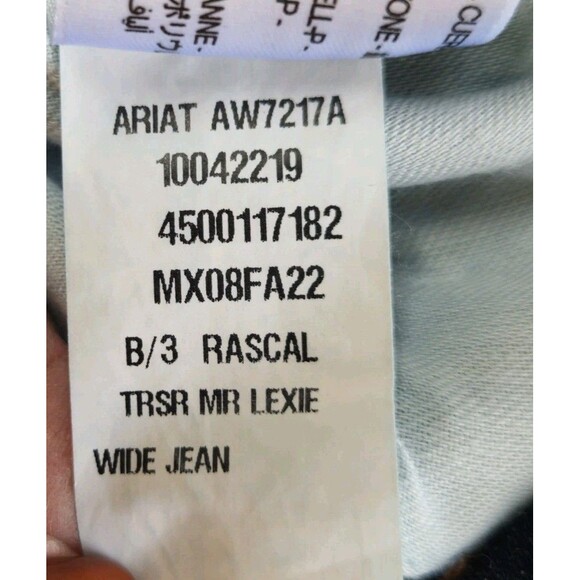 ARIAT AW7217A
10042219
4500117182
MX08FA22
B/3 RASCAL
TRSR MR LEXIE
WIDE JEAN